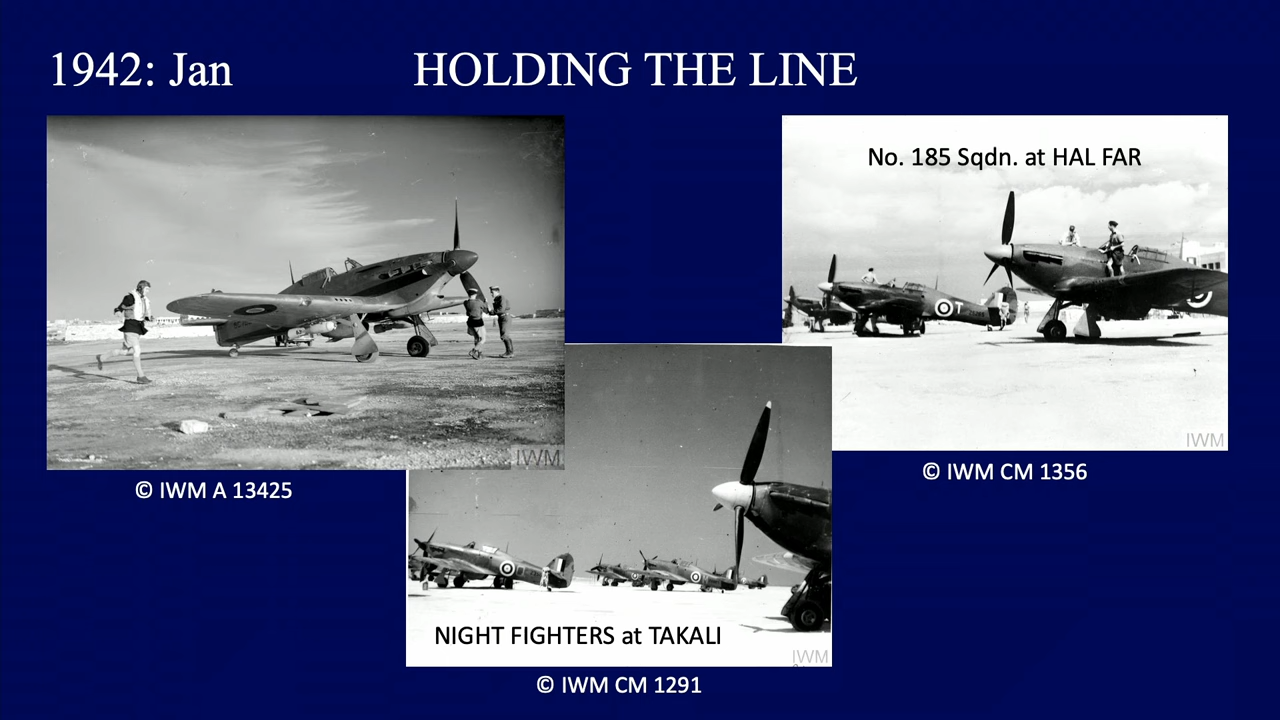 1942: Jan
HOLDING THE LINE
No. 185 Sqdn. at HAL FAR
T
IWM
© IWM CM 1356
IWM
© IWM A 13425
NIGHT FIGHTERS at TAKALI
IWM
© IWM CM 1291